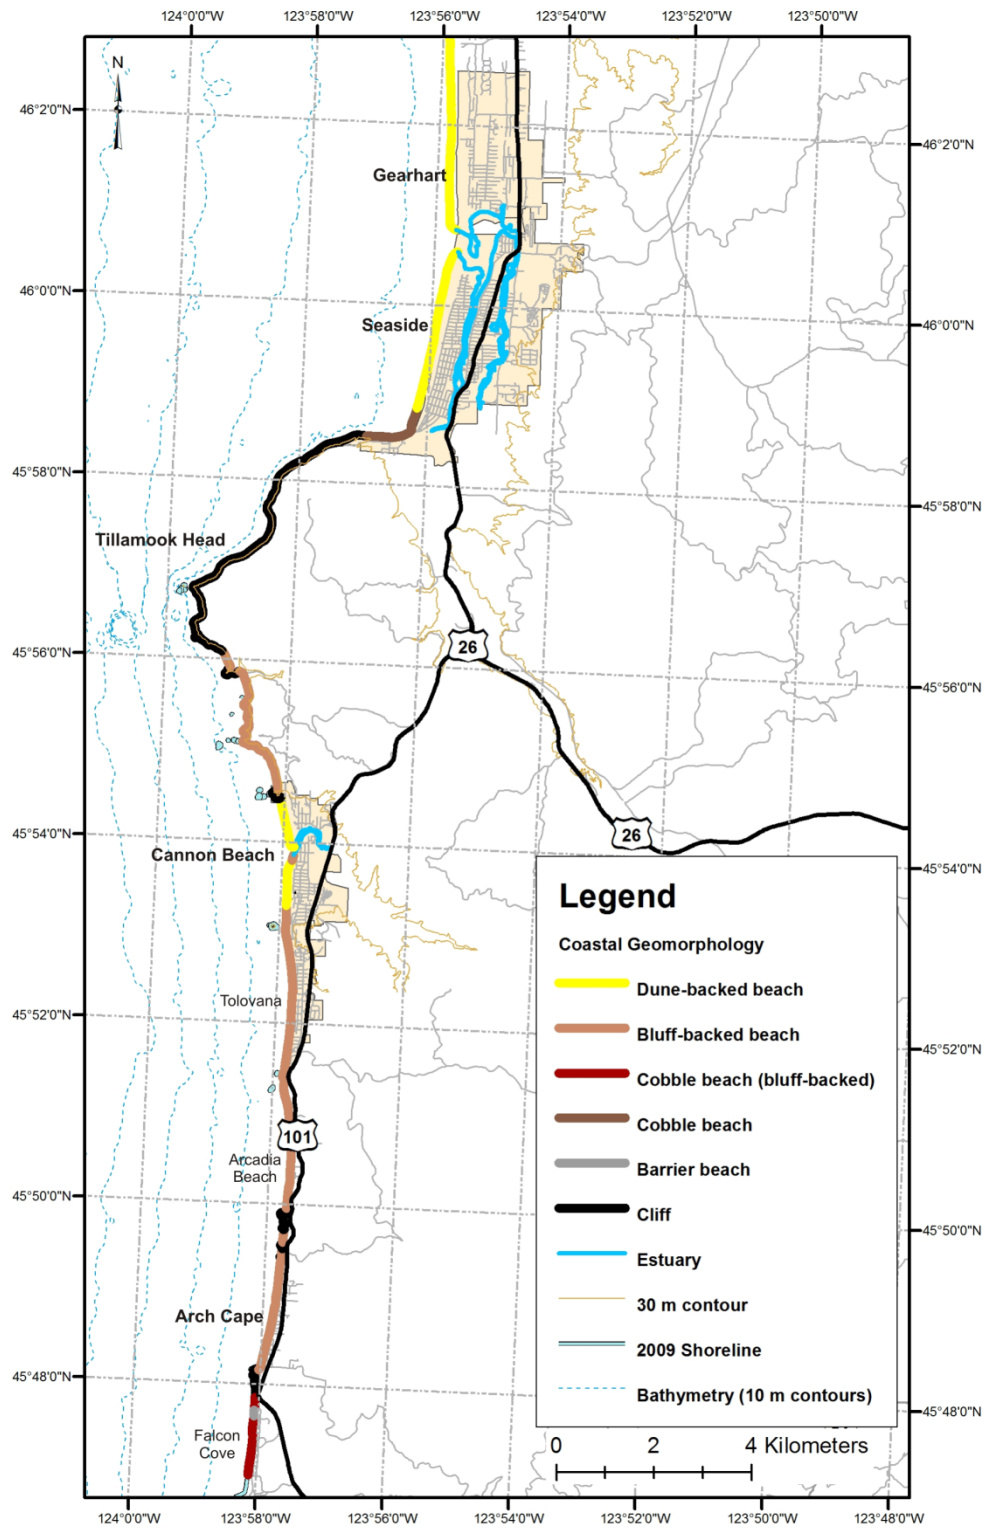 124°0'0"W 123°58'0"W 123°56'0"W 123°54'0"W 123°52'0"W 123°50'0"W
N
46°2'0"N
46°2'0"N
Gearhart
46°0'0"N
Seaside
46°0'0"N
45°58'0"N
45°58'0"N
Tillamook Head
26
45°56'0"N
45°56'0"N
45°54'0"N
26
Cannon Beach
45°54'0"N
Legend
Coastal Geomorphology
Dune-backed beach
Bluff-backed beach
Cobble beach (bluff-backed)
Cobble beach
Barrier beach
Cliff
Estuary
30 m contour
2009 Shoreline
Bathymetry (10 m contours)
Tolovana
45°52'0"N
45°52'0"N
101
Arcadia
Beach
45°50'0"N
45°50'0"N
Arch Cape
45°48'0"N
45°48'0"N
Falcon
Cove
0 2 4 Kilometers
124°0'0"W 123°58'0"W 123°56'0"W 123°54'0"W 123°52'0"W 123°50'0"W 123°48'0"W